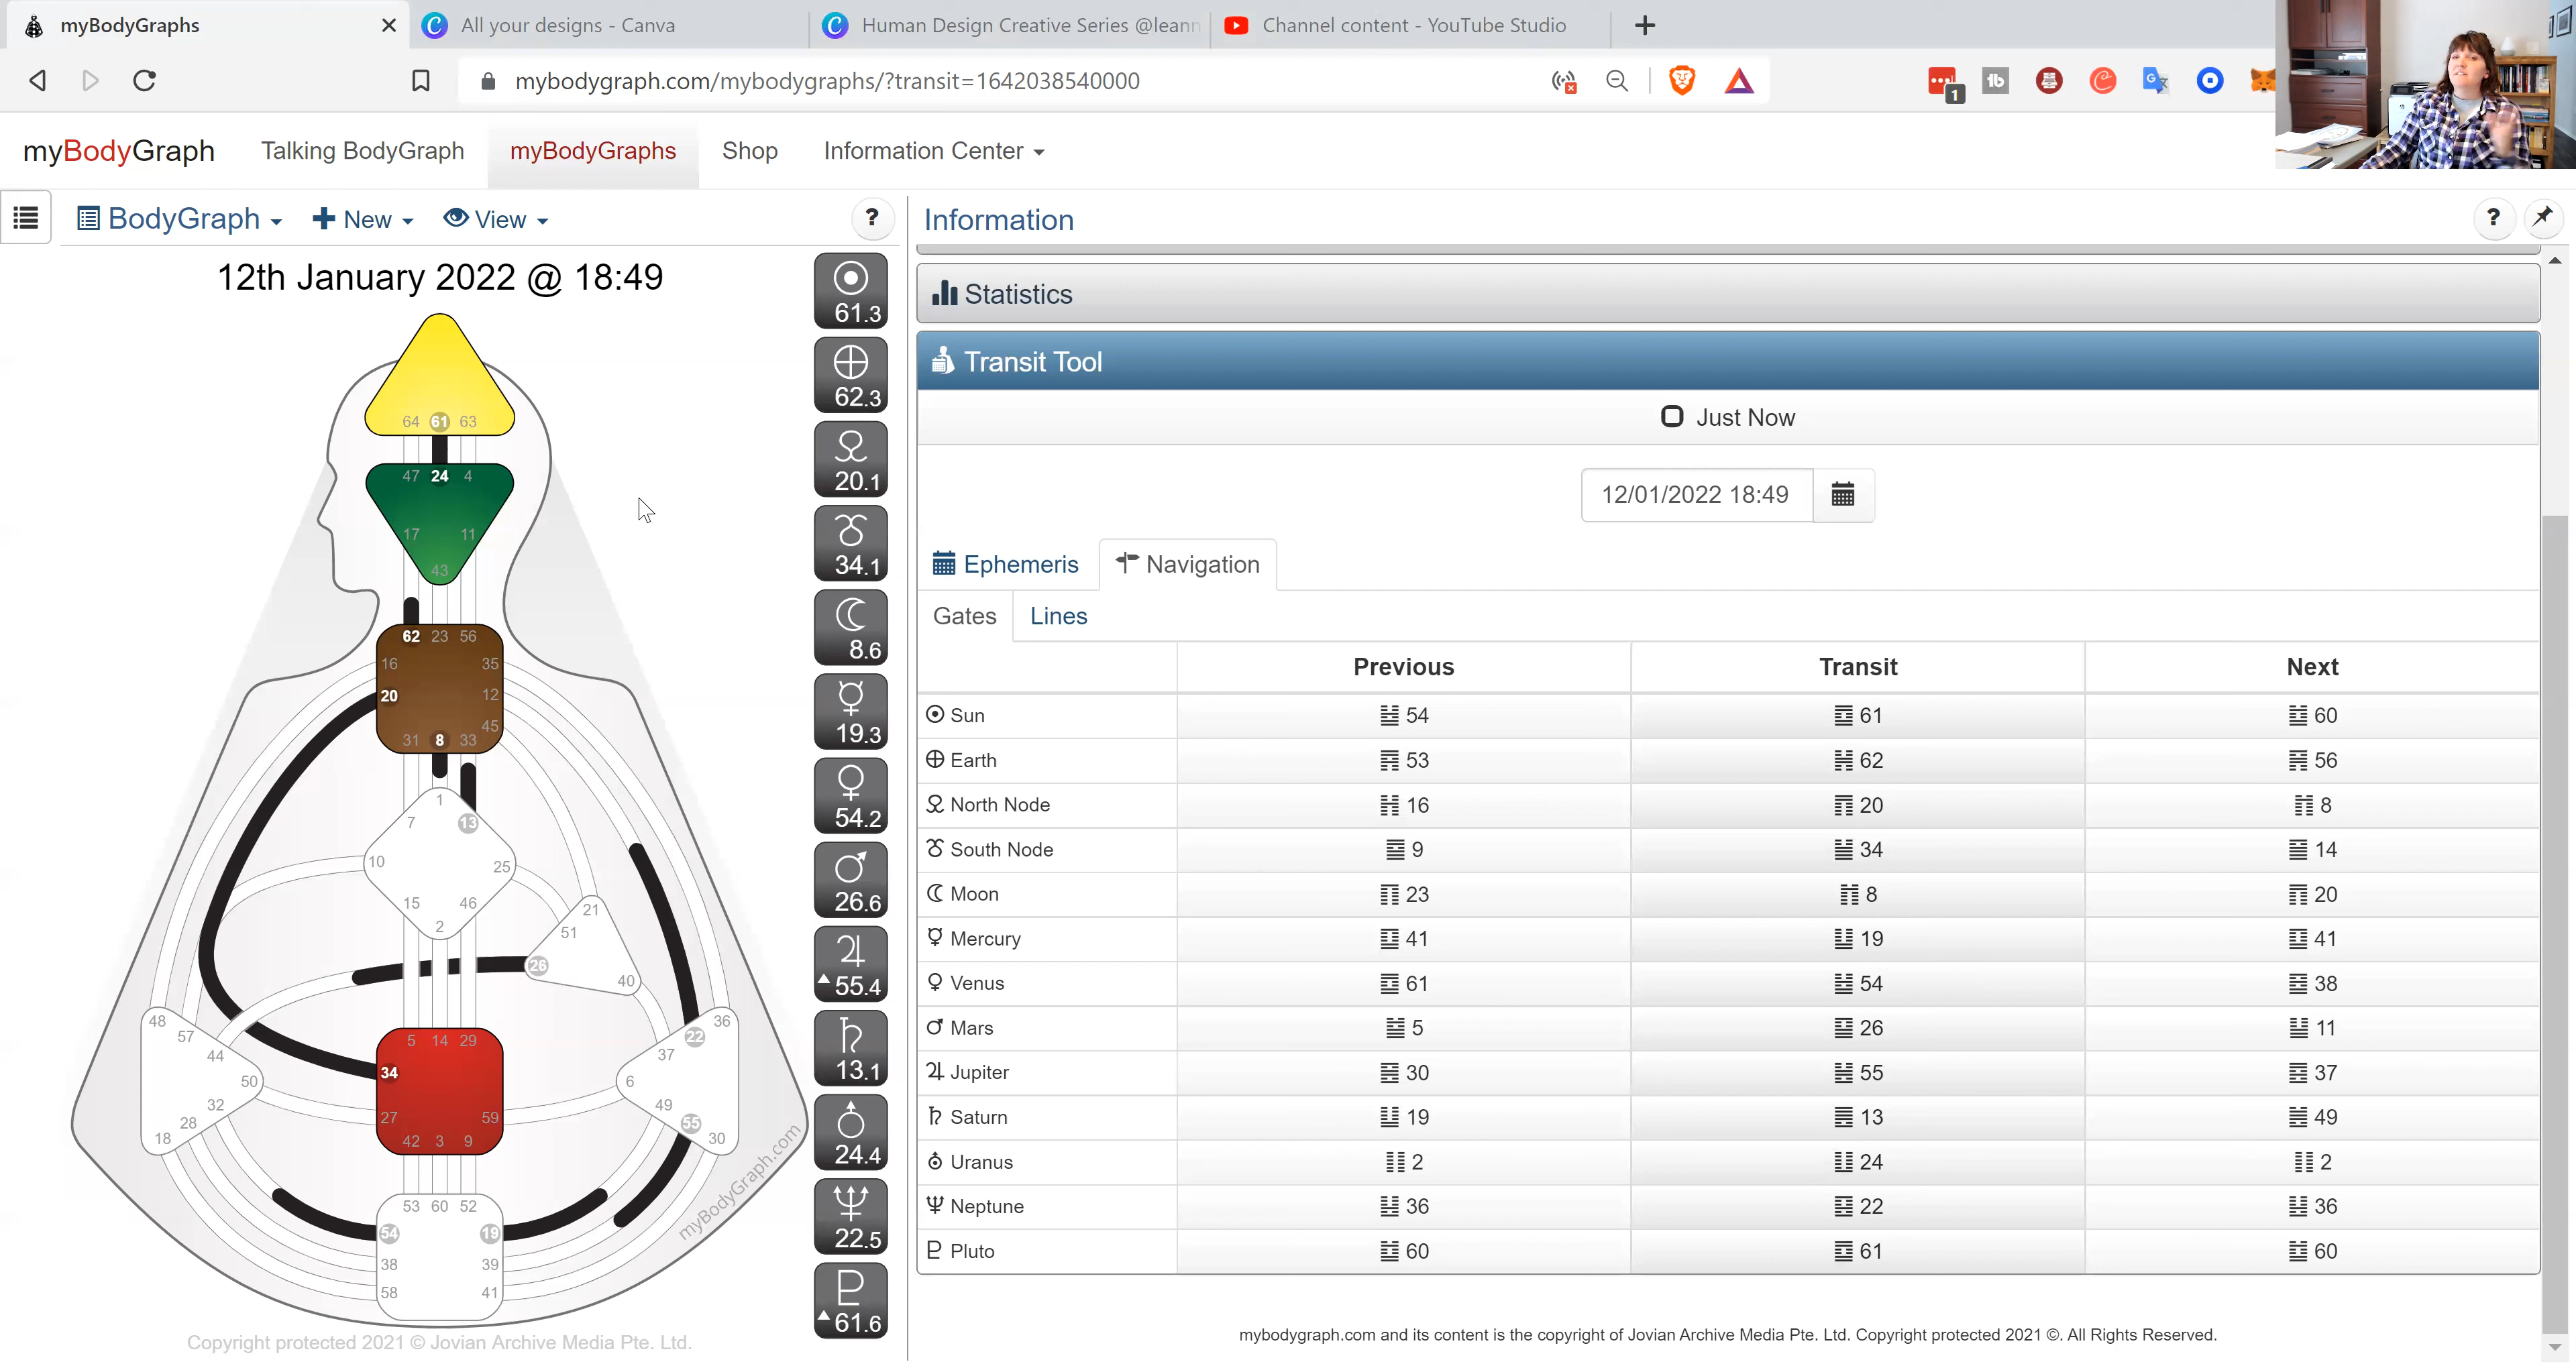 myBodyGraphs
All your designs - Canva
Human Design Creative Series @leann
Channel content - YouTube Studio
mybodygraph.com/mybodygraphs/?transit=1642038540000
1
tb
myBodyGraph
Talking BodyGraph
myBodyGraphs
Shop
Information Center
BodyGraph
New
View
?
Information
?
12th January 2022 @ 18:49
64 61 63
47 24 4
17 11
43
62 23 56
16 35
20 12
45
31 8 33
1
7 13
10 25
15 46
2
21
51
26
40
48
57
44
50
32
28
18
36
22
37
6
49
55
30
5 14 29
34
27 59
42 3 9
53 60 52
54 19
38 39
58 41
myBodyGraph.com
Copyright protected 2021 © Jovian Archive Media Pte. Ltd.
61.3
62.3
20.1
34.1
8.6
19.3
54.2
26.6
55.4
13.1
24.4
22.5
61.6
Statistics
Transit Tool
Just Now
12/01/2022 18:49
Ephemeris
Navigation
Gates
Lines
Previous Transit Next
Sun 54 61 60
Earth 53 62 56
North Node 16 20 8
South Node 9 34 14
Moon 23 8 20
Mercury 41 19 41
Venus 61 54 38
Mars 5 26 11
Jupiter 30 55 37
Saturn 19 13 49
Uranus 2 24 2
Neptune 36 22 36
Pluto 60 61 60
mybodygraph.com and its content is the copyright of Jovian Archive Media Pte. Ltd. Copyright protected 2021 ©. All Rights Reserved.